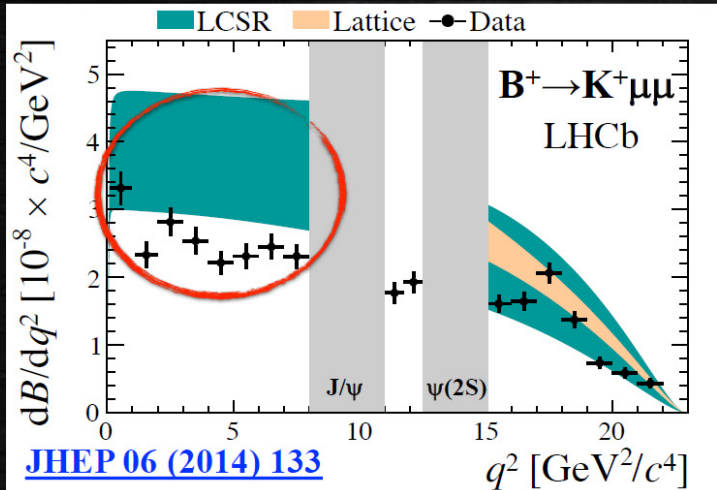 LCSR Lattice Data
dB/dq² [10⁻⁸ × c⁴/GeV²]
5
4
3
2
1
0
B⁺→K⁺μμ
LHCb
J/ψ ψ(2S)
0 5 10 15 20
JHEP 06 (2014) 133
q² [GeV²/c⁴]